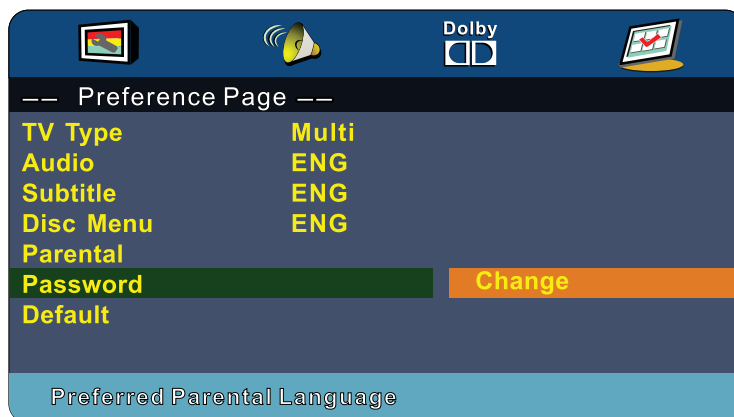 Dolby
-- Preference Page --
TV Type Multi
Audio ENG
Subtitle ENG
Disc Menu ENG
Parental
Password Change
Default
Preferred Parental Language